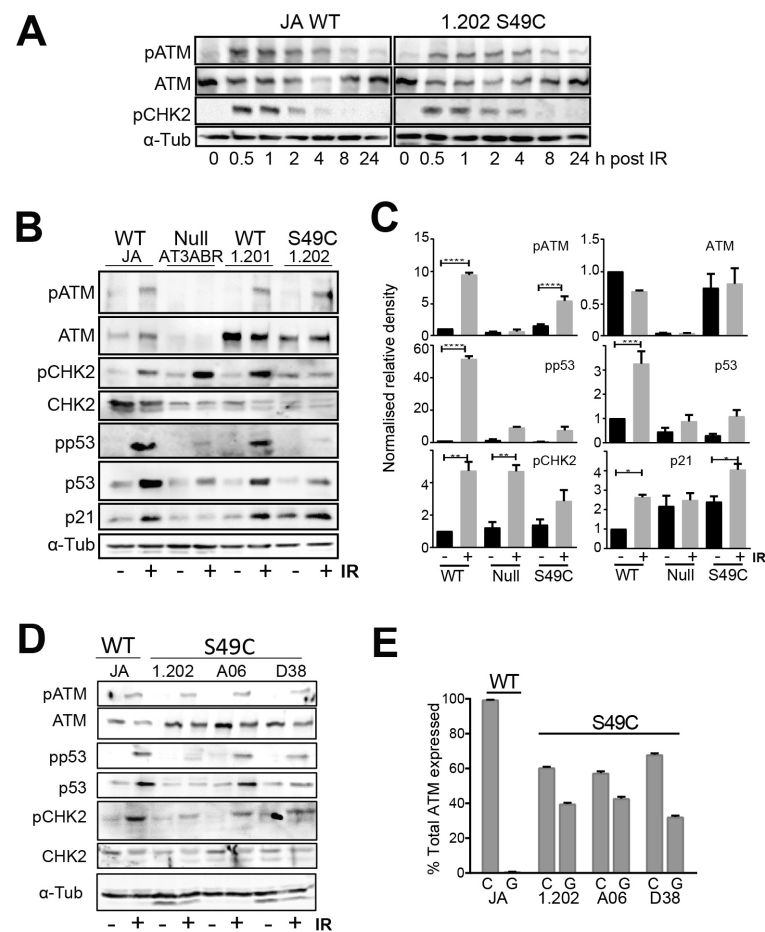 A
JA WT 1.202 S49C
pATM
ATM
pCHK2
α-Tub
0 0.5 1 2 4 8 24 0 0.5 1 2 4 8 24 h post IR
B
WT Null WT S49C
JA AT3ABR 1.201 1.202
pATM
ATM
pCHK2
CHK2
pp53
p53
p21
α-Tub
- + - + - + - + IR
C
Normalised relative density
15 pATM
10
5
0
****
****
1.5 ATM
1.0
0.5
0.0
60 pp53
40
20
0
****
4 p53
3
2
1
0
***
6 pCHK2
4
2
0
**
**
4 p21
3
2
1
0
*
*
- + - + - + - + - + - + IR
WT Null S49C WT Null S49C
D
WT S49C
JA 1.202 A06 D38
pATM
ATM
pp53
p53
pCHK2
CHK2
α-Tub
- + - + - + - + IR
E
% Total ATM expressed
WT
S49C
100
80
60
40
20
0
C G C G C G C G
JA 1.202 A06 D38